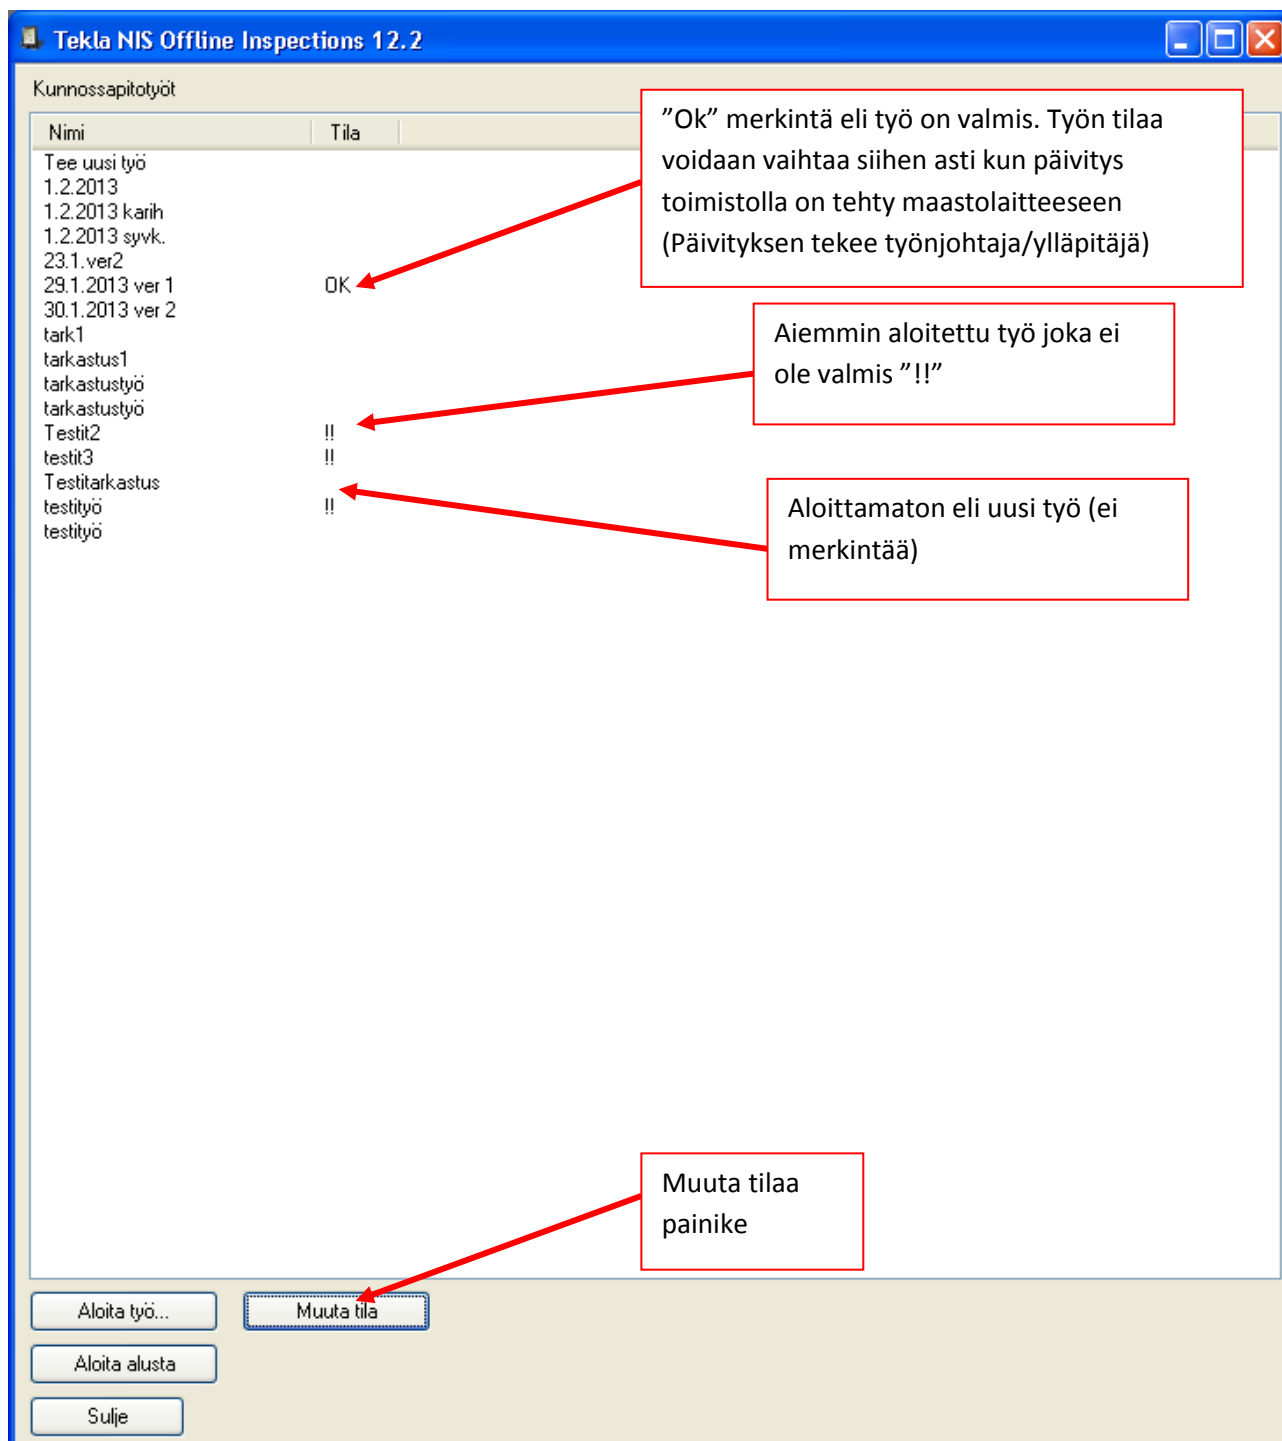 Tekla NIS Offline Inspections 12.2
Kunnossapitotyöt
Nimi Tila
Tee uusi työ
1.2.2013
1.2.2013 karih
1.2.2013 syvk.
23.1.ver2
29.1.2013 ver 1 OK
30.1.2013 ver 2
tark1
tarkastus1
tarkastustyö
tarkastustyö
Testit2 !!
testit3 !!
Testitarkastus
testityö !!
testityö
”Ok” merkintä eli työ on valmis. Työn tilaa
voidaan vaihtaa siihen asti kun päivitys
toimistolla on tehty maastolaitteeseen
(Päivityksen tekee työnjohtaja/ylläpitäjä)
Aiemmin aloitettu työ joka ei
ole valmis ”!!”
Aloittamaton eli uusi työ (ei
merkintää)
Muuta tilaa
painike
Aloita työ... Muuta tila
Aloita alusta
Sulje